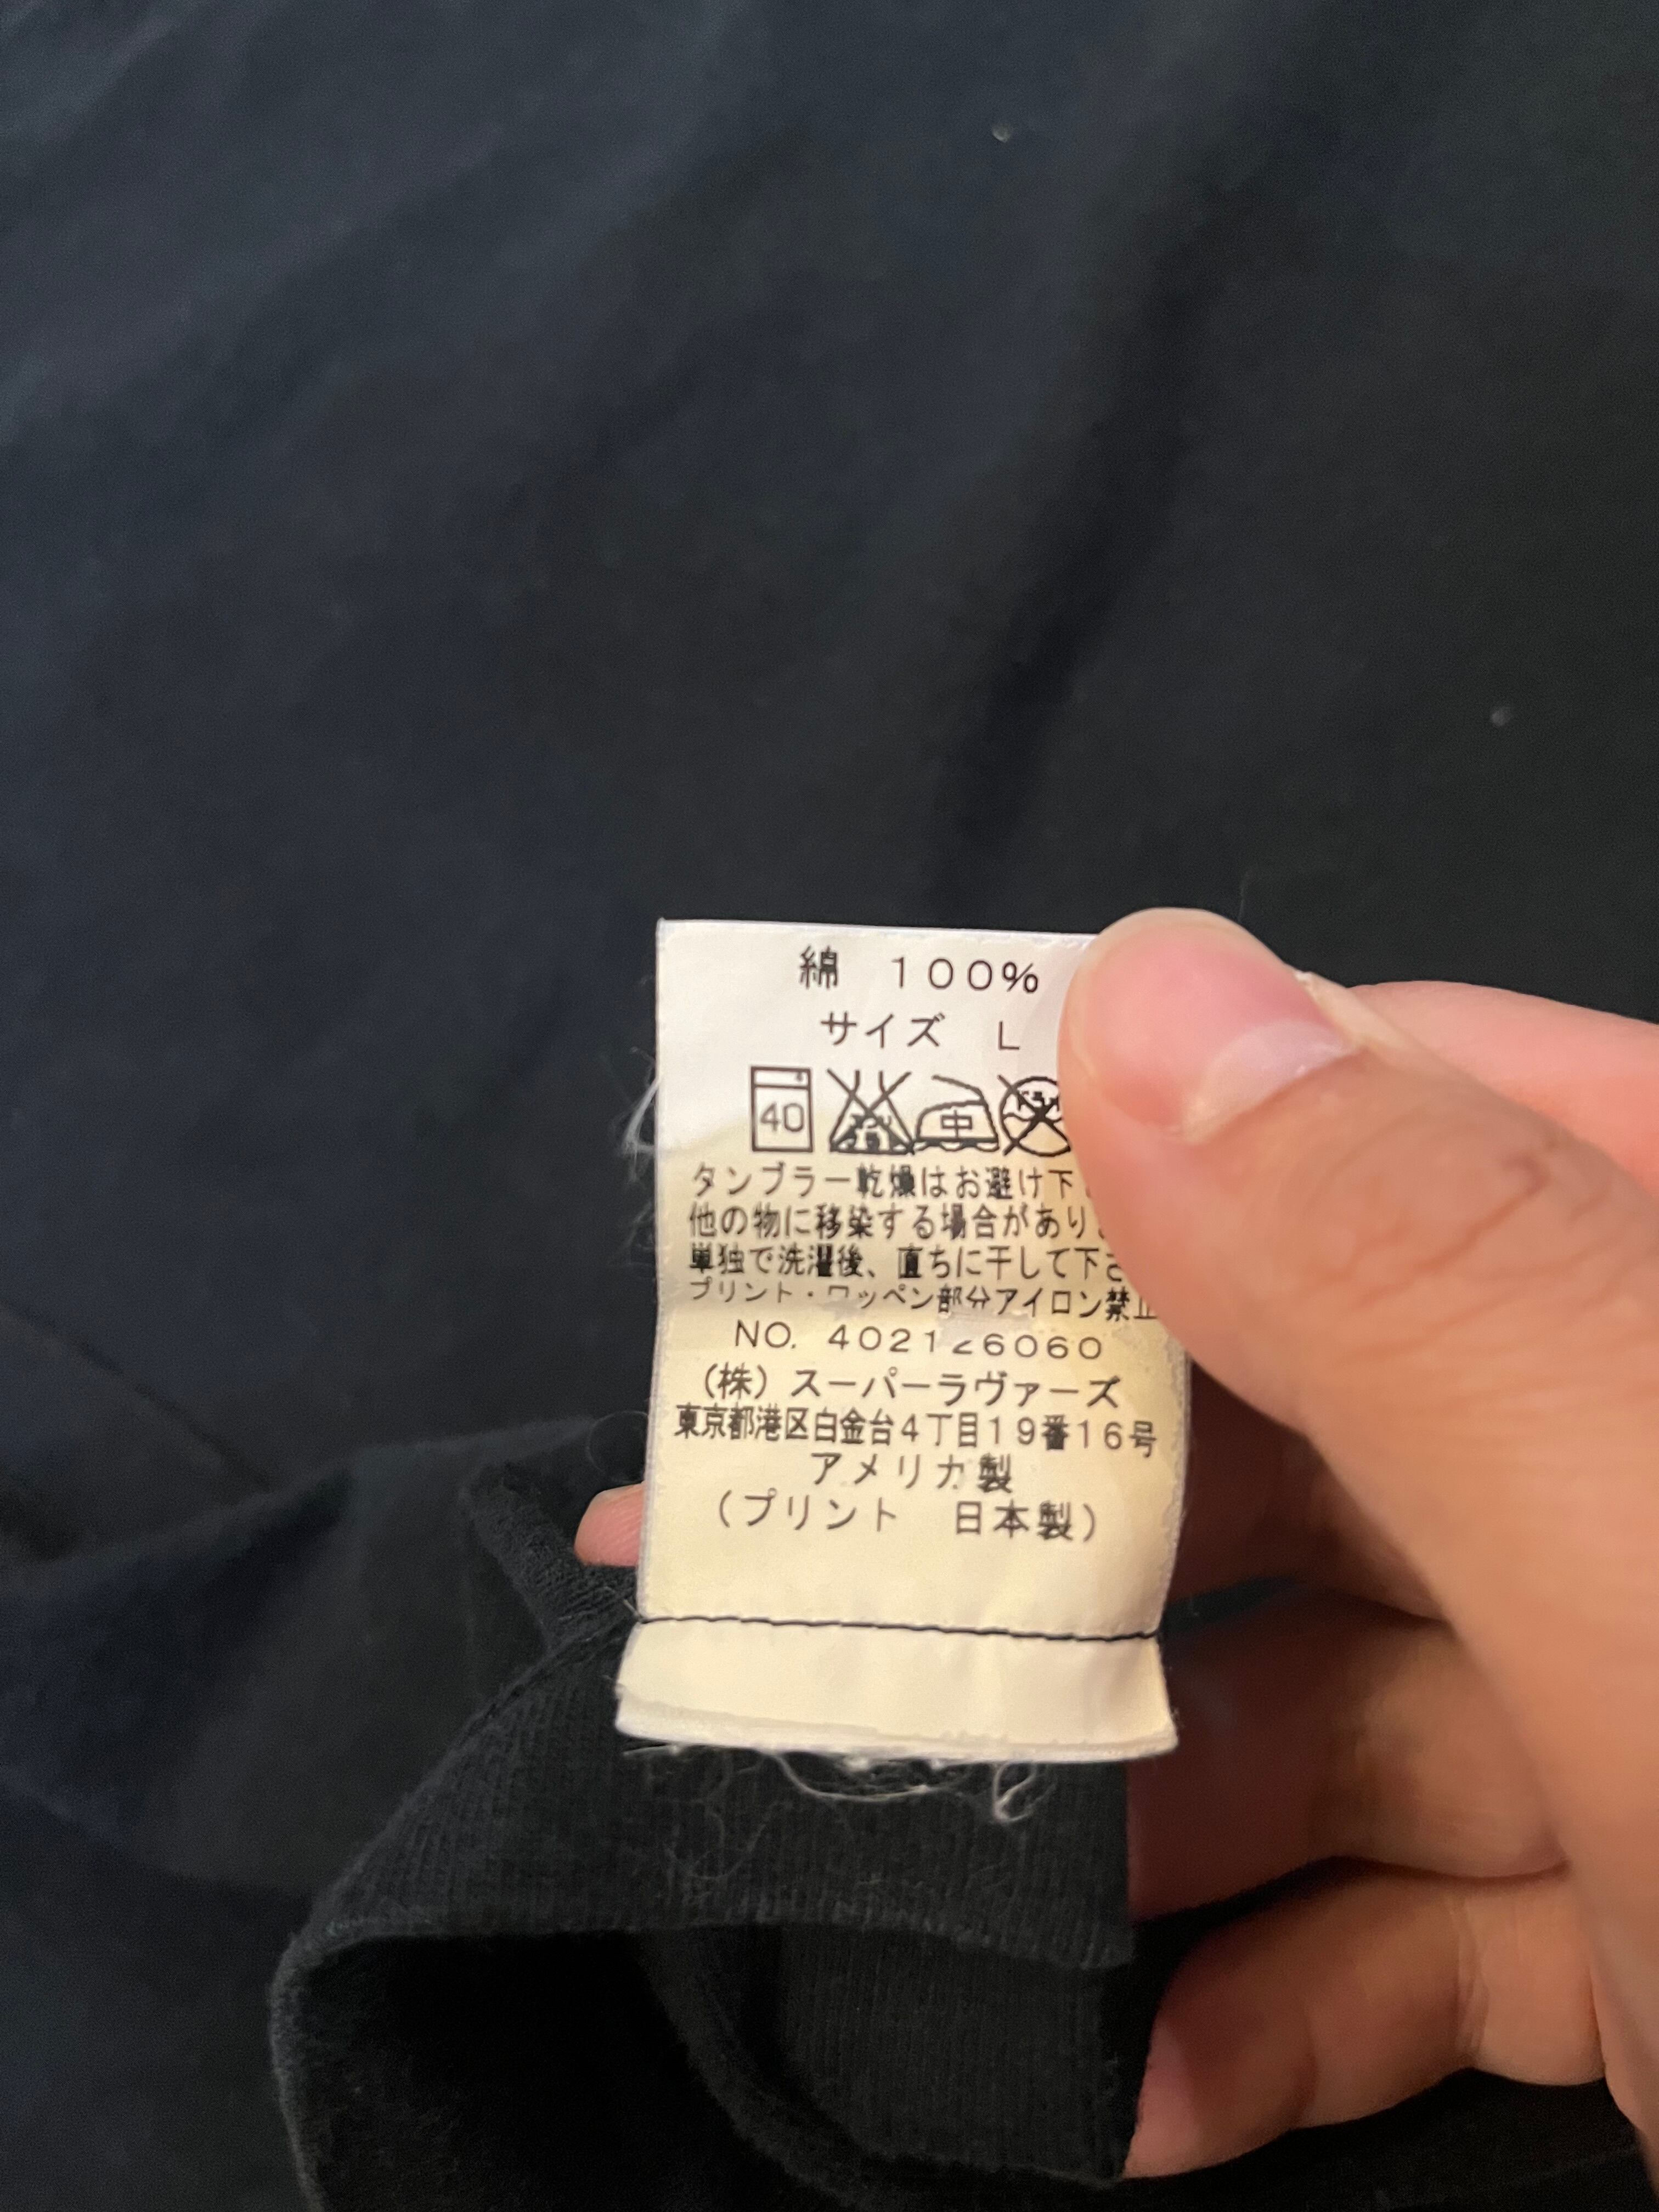 綿 100%
サイズ L
40 中
タンブラー乾燥はお避け下
他の物に移染する場合があり
単独で洗濯後、直ちに干して下さ
プリント・ワッペン部分アイロン禁止
NO. 402126060
(株) スーパーラヴァーズ
東京都港区白金台4丁目19番16号
アメリカ製
(プリント 日本製)